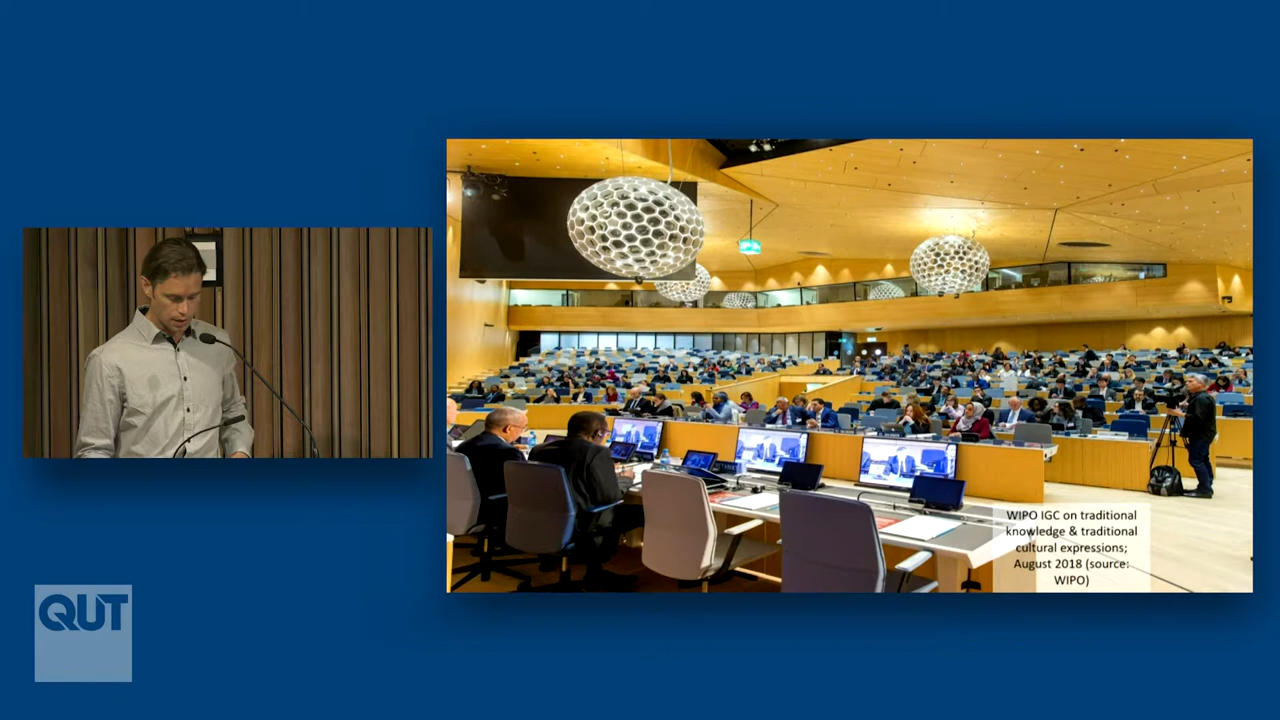 WIPO IGC on traditional
knowledge & traditional
cultural expressions;
August 2018 (source:
WIPO)
QUT